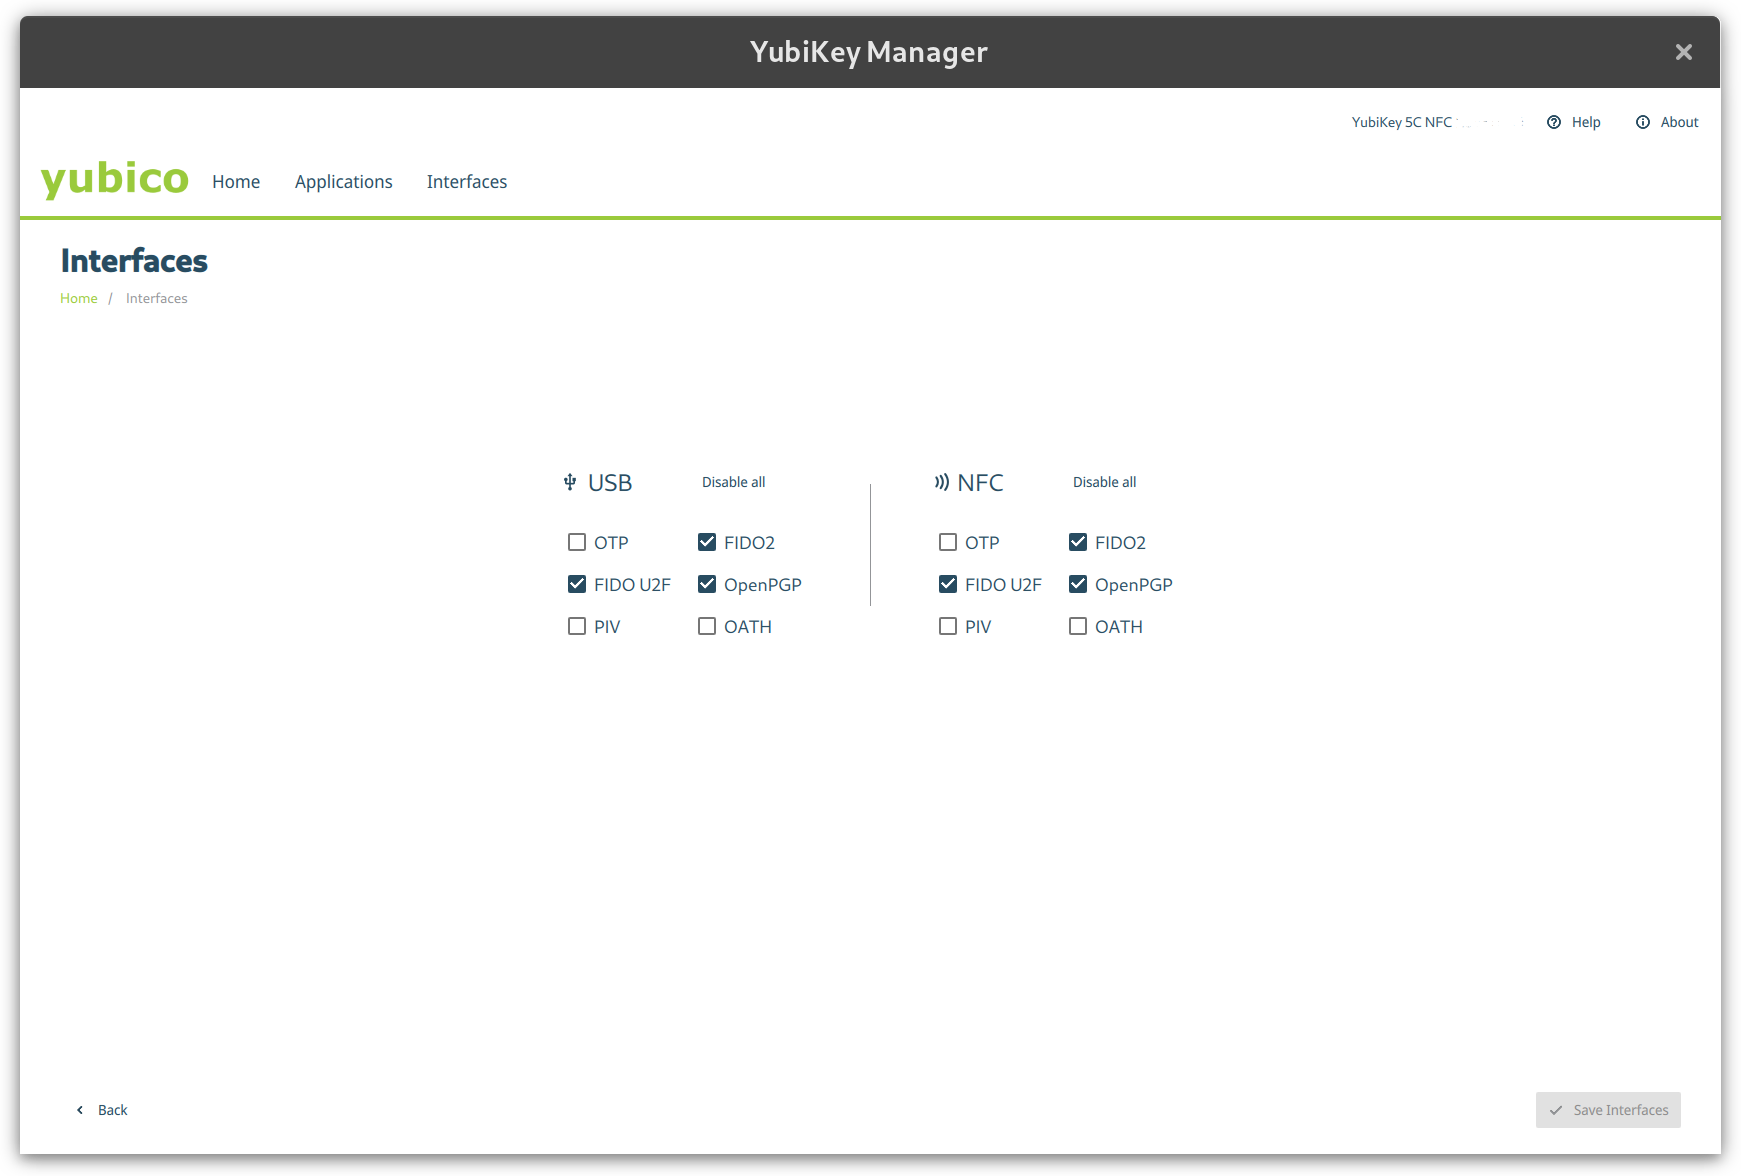 YubiKey Manager
YubiKey 5C NFC
Help
About
yubico
Home
Applications
Interfaces
Interfaces
Home / Interfaces
USB
Disable all
NFC
Disable all
OTP
FIDO2
OTP
FIDO2
FIDO U2F
OpenPGP
FIDO U2F
OpenPGP
PIV
OATH
PIV
OATH
Back
Save Interfaces